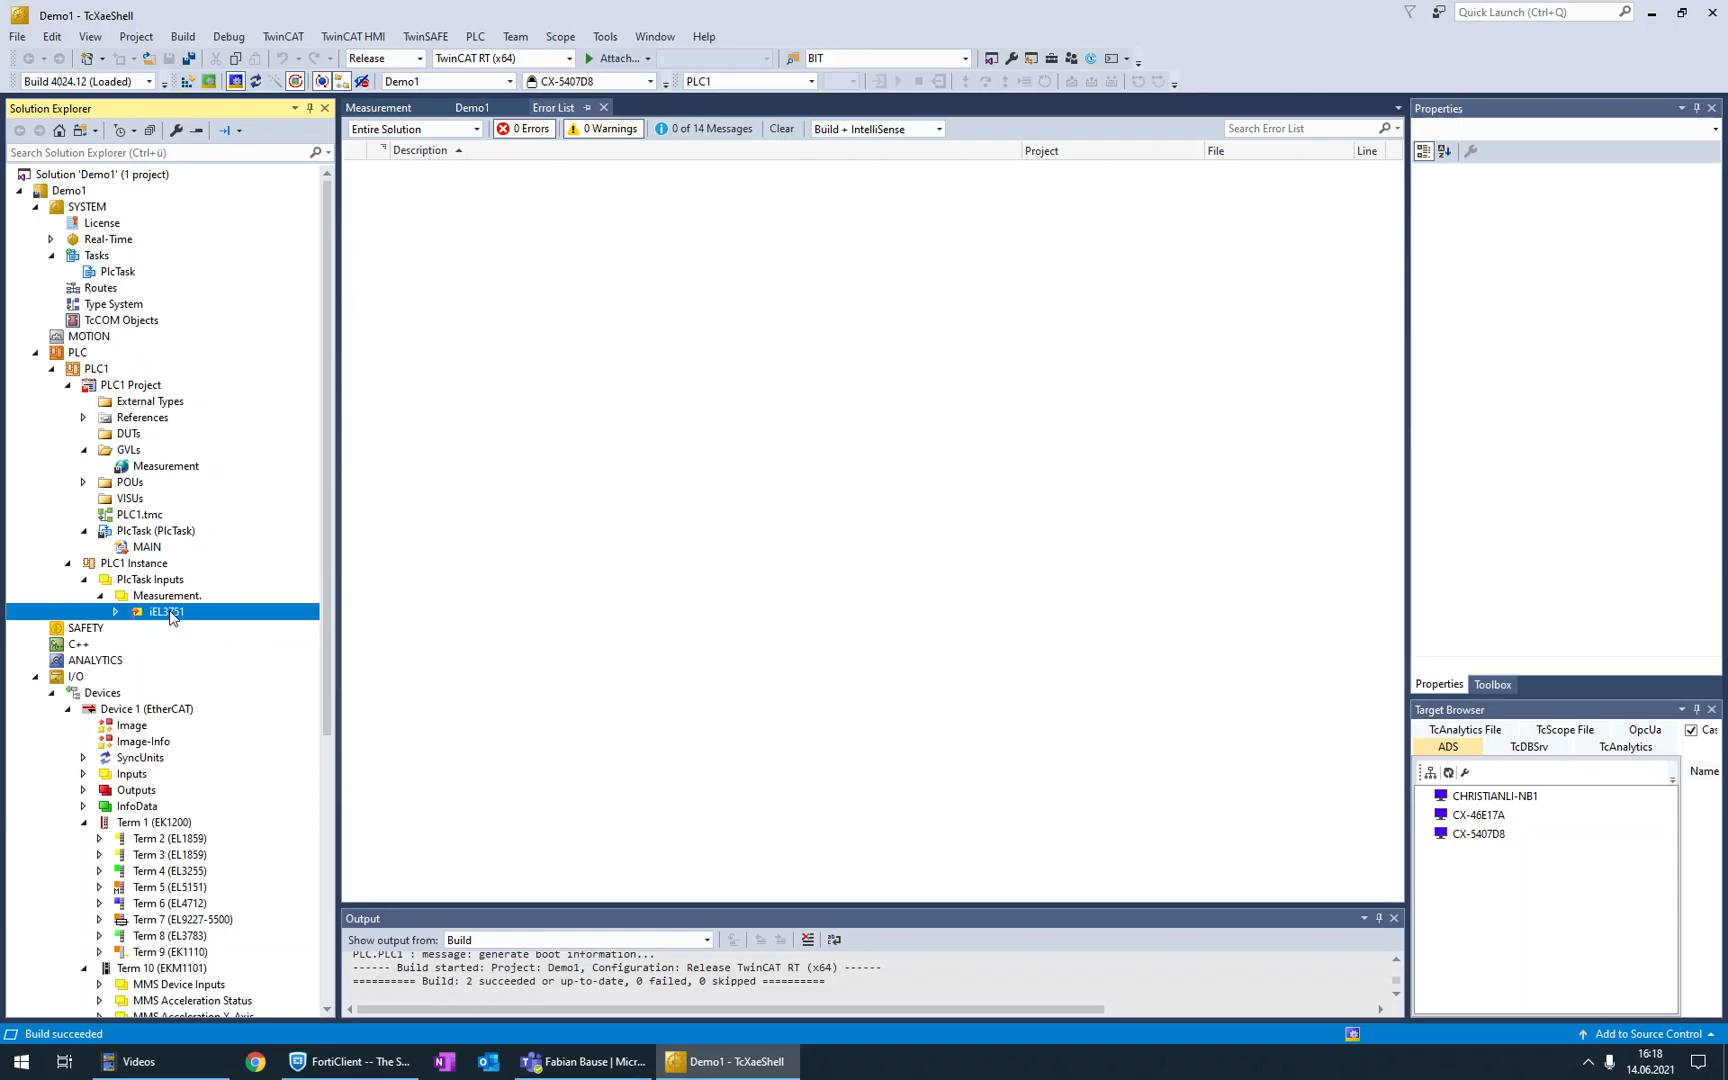 Demo1 - TcXaeShell
Quick Launch (Ctrl+Q)
File Edit View Project Build Debug TwinCAT TwinCAT HMI TwinSAFE PLC Team Scope Tools Window Help
Release TwinCAT RT (x64) Attach... BIT
Build 4024.12 (Loaded) Demo1 CX-5407D8 PLC1
Solution Explorer
Search Solution Explorer (Ctrl+ü)
Solution 'Demo1' (1 project)
Demo1
SYSTEM
License
Real-Time
Tasks
PlcTask
Routes
Type System
TcCOM Objects
MOTION
PLC
PLC1
PLC1 Project
External Types
References
DUTs
GVLs
Measurement
POUs
VISUs
PLC1.tmc
PlcTask (PlcTask)
MAIN
PLC1 Instance
PlcTask Inputs
Measurement.
iEL3751
SAFETY
C++
ANALYTICS
I/O
Devices
Device 1 (EtherCAT)
Image
Image-Info
SyncUnits
Inputs
Outputs
InfoData
Term 1 (EK1200)
Term 2 (EL1859)
Term 3 (EL1859)
Term 4 (EL3255)
Term 5 (EL5151)
Term 6 (EL4712)
Term 7 (EL9227-5500)
Term 8 (EL3783)
Term 9 (EK1110)
Term 10 (EKM1101)
MMS Device Inputs
MMS Acceleration Status
MMS Acceleration X-Axis
Measurement Demo1 Error List
Entire Solution 0 Errors 0 Warnings 0 of 14 Messages Clear Build + IntelliSense Search Error List
Description Project File Line
Output
Show output from: Build
PLC.PLC1 : message: generate boot information...
------ Build started: Project: Demo1, Configuration: Release TwinCAT RT (x64) ------
========== Build: 2 succeeded or up-to-date, 0 failed, 0 skipped ==========
Properties
Properties Toolbox
Target Browser
TcAnalytics File TcScope File OpcUa Cas
ADS TcDBSrv TcAnalytics
Name
CHRISTIANLI-NB1
CX-46E17A
CX-5407D8
Build succeeded
Add to Source Control
Videos
FortiClient -- The S...
Fabian Bause | Micr...
Demo1 - TcXaeShell
16:18
14.06.2021